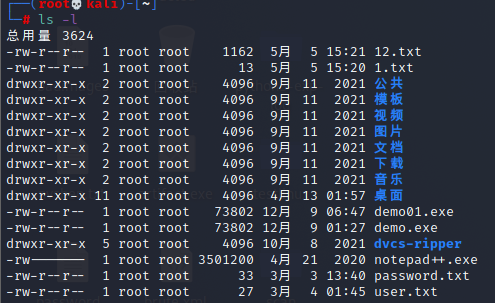 (root💀kali)-[~]
# ls -l
总用量 3624
-rw-r--r-- 1 root root 1162 5月 5 15:21 12.txt
-rw-r--r-- 1 root root 13 5月 5 15:20 1.txt
drwxr-xr-x 2 root root 4096 9月 11 2021 公共
drwxr-xr-x 2 root root 4096 9月 11 2021 模板
drwxr-xr-x 2 root root 4096 9月 11 2021 视频
drwxr-xr-x 2 root root 4096 9月 11 2021 图片
drwxr-xr-x 2 root root 4096 9月 11 2021 文档
drwxr-xr-x 2 root root 4096 9月 11 2021 下载
drwxr-xr-x 2 root root 4096 9月 11 2021 音乐
drwxr-xr-x 11 root root 4096 4月 13 01:57 桌面
-rw-r--r-- 1 root root 73802 12月 9 06:47 demo01.exe
-rw-r--r-- 1 root root 73802 12月 9 01:27 demo.exe
drwxr-xr-x 5 root root 4096 10月 8 2021 dvcs-ripper
-rw------- 1 root root 3501200 4月 21 2020 notepad++.exe
-rw-r--r-- 1 root root 33 3月 3 13:40 password.txt
-rw-r--r-- 1 root root 27 3月 4 01:45 user.txt